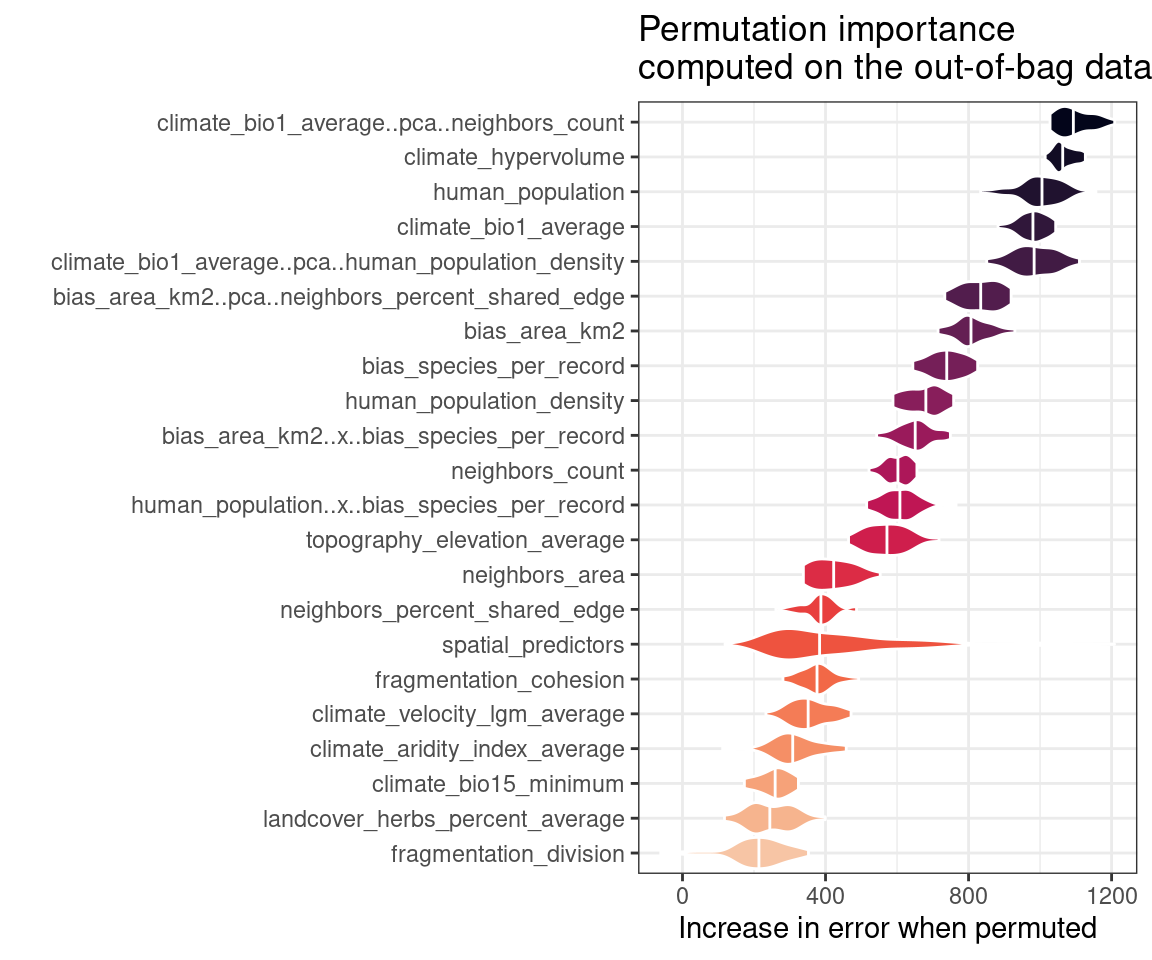 Permutation importance
computed on the out-of-bag data
climate_bio1_average..pca..neighbors_count
climate_hypervolume
human_population
climate_bio1_average
climate_bio1_average..pca..human_population_density
bias_area_km2..pca..neighbors_percent_shared_edge
bias_area_km2
bias_species_per_record
human_population_density
bias_area_km2..x..bias_species_per_record
neighbors_count
human_population..x..bias_species_per_record
topography_elevation_average
neighbors_area
neighbors_percent_shared_edge
spatial_predictors
fragmentation_cohesion
climate_velocity_lgm_average
climate_aridity_index_average
climate_bio15_minimum
landcover_herbs_percent_average
fragmentation_division
0 400 800 1200
Increase in error when permuted